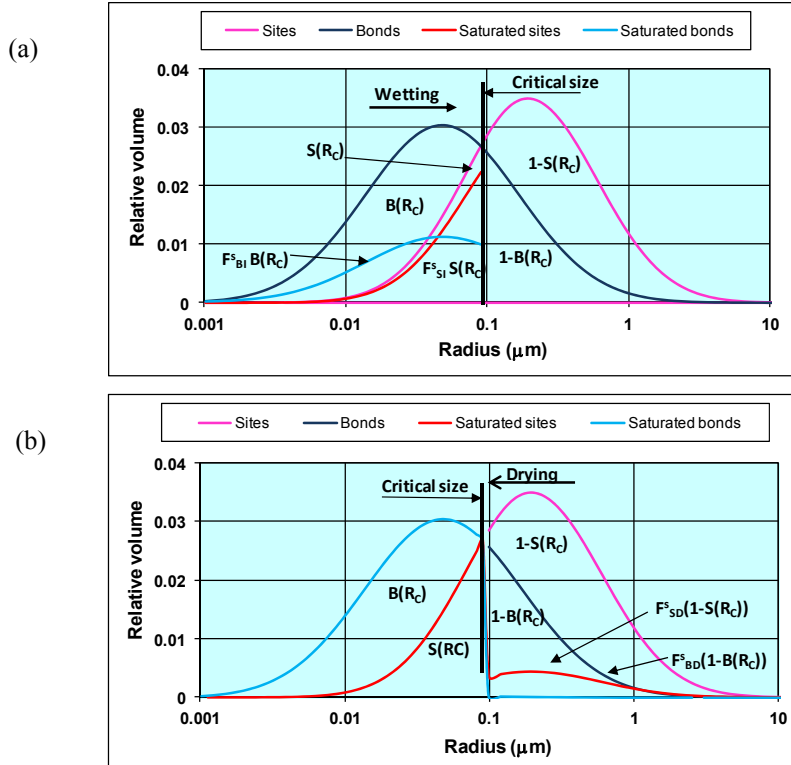 (a)
Sites Bonds Saturated sites Saturated bonds
0.04
0.03
0.02
0.01
0
Relative volume
Wetting
Critical size
S(R_C)
1-S(R_C)
B(R_C)
F^s_BI B(R_C)
F^s_SI S(R_C)
1-B(R_C)
0.001 0.01 0.1 1 10
Radius (μm)
(b)
Sites Bonds Saturated sites Saturated bonds
0.04
0.03
0.02
0.01
0
Relative volume
Critical size
Drying
1-S(R_C)
B(R_C)
1-B(R_C)
F^s_SD(1-S(R_C))
S(RC)
F^s_BD(1-B(R_C))
0.001 0.01 0.1 1 10
Radius (μm)